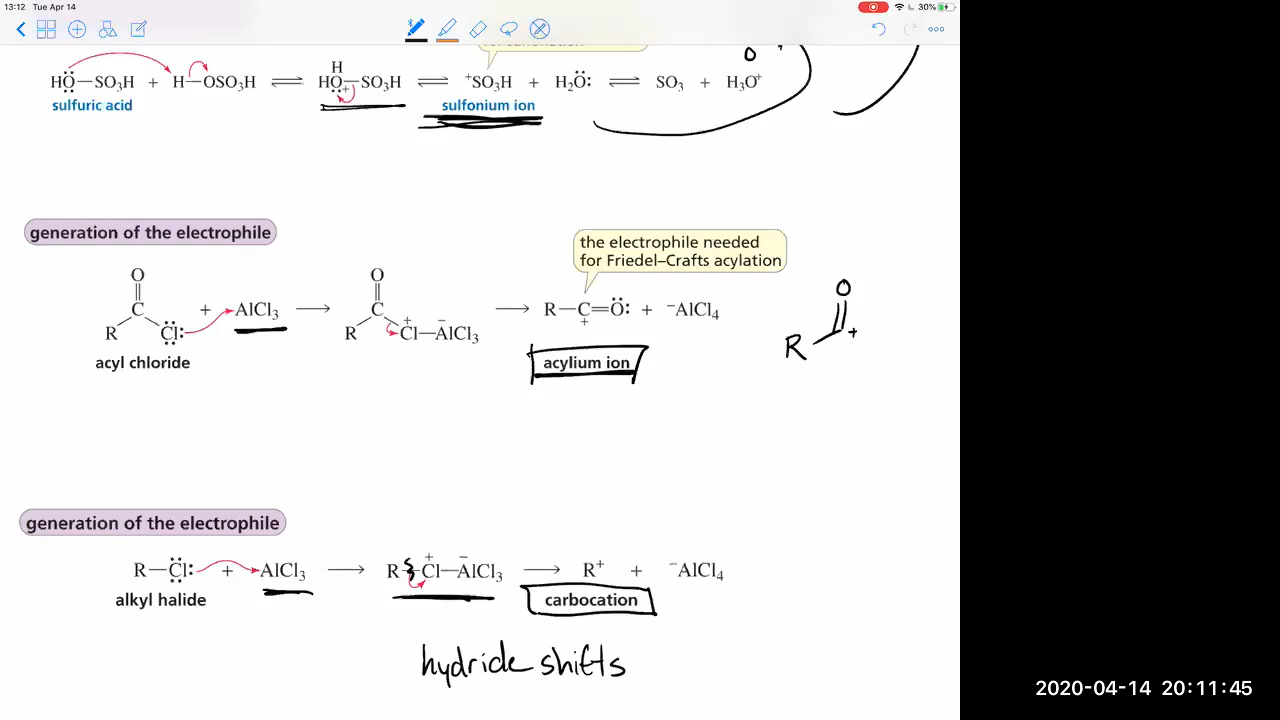 13:12 Tue Apr 14
30%
HÖ—SO₃H + H—OSO₃H ⇌ HÖ⁺—SO₃H ⇌ ⁺SO₃H + H₂Ö: ⇌ SO₃ + H₃O⁺
H
O +
sulfuric acid
sulfonium ion
generation of the electrophile
the electrophile needed
for Friedel–Crafts acylation
O
O
O
C + AlCl₃ ⟶ C ⟶ R—C=Ö: + ⁻AlCl₄
+
R Cl: R Cl—AlCl₃
+ −
R +
acyl chloride
acylium ion
generation of the electrophile
+ −
R—Cl: + AlCl₃ ⟶ R—Cl—AlCl₃ ⟶ R⁺ + ⁻AlCl₄
alkyl halide
carbocation
hydride shifts
2020-04-14 20:11:45